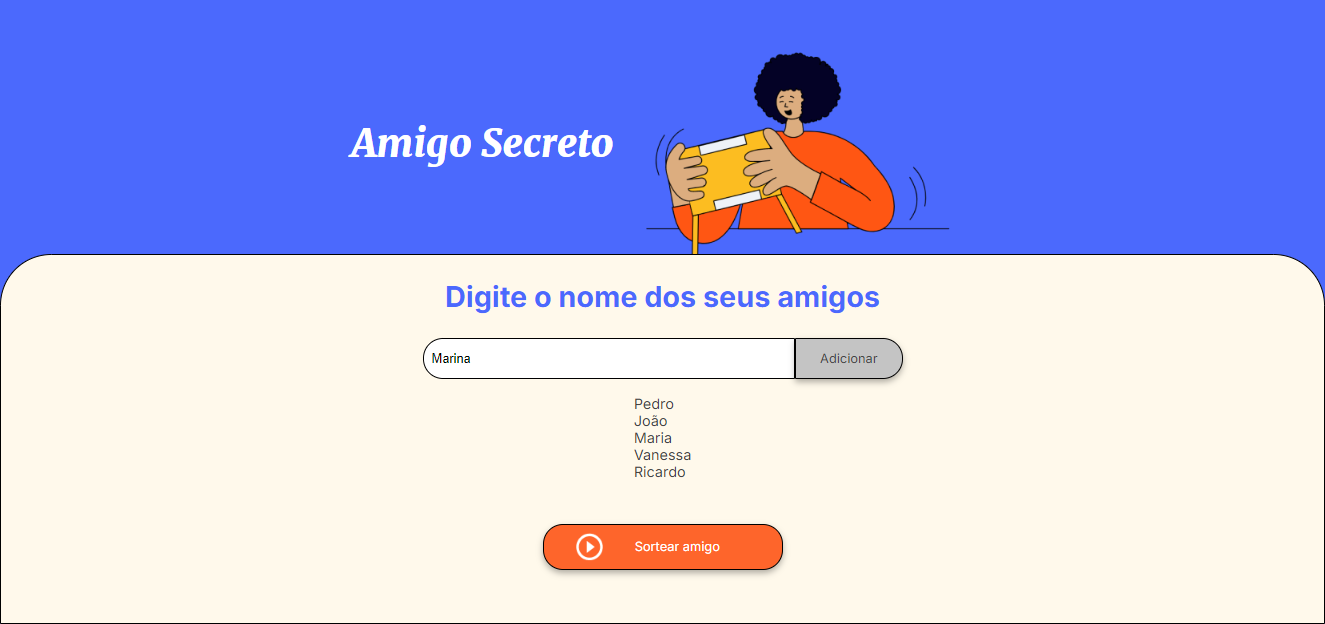 Amigo Secreto
Digite o nome dos seus amigos
Marina
Adicionar
Pedro
João
Maria
Vanessa
Ricardo
Sortear amigo